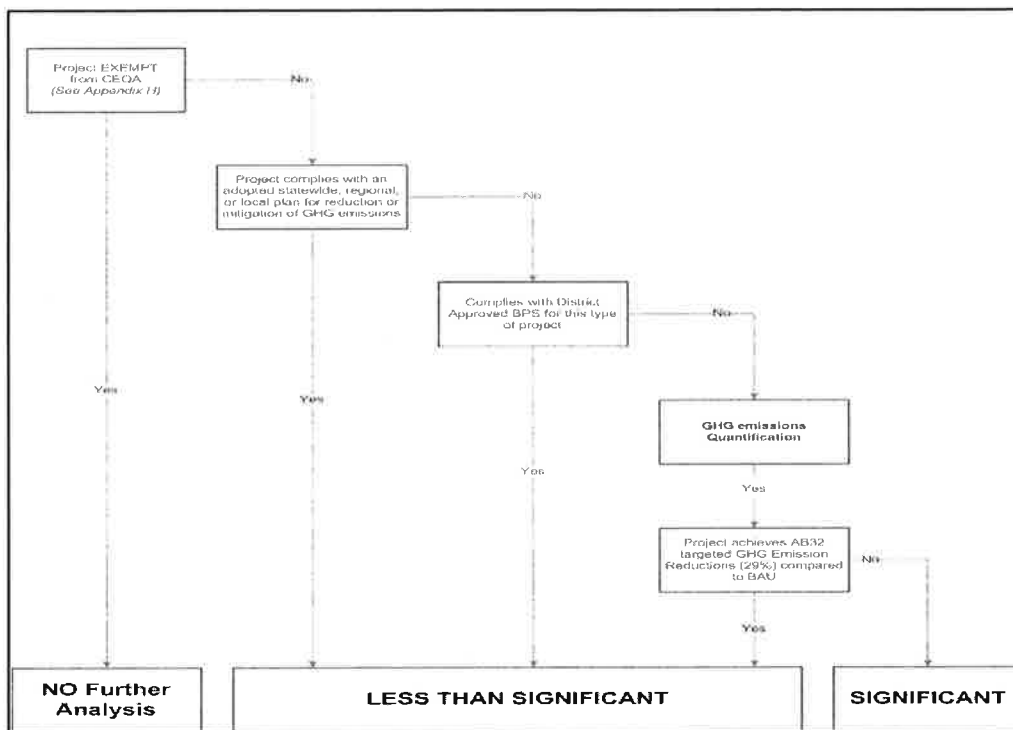 Project EXEMPT
from CEQA
(See Appendix H)
No
Project complies with an
adopted statewide, regional,
or local plan for reduction or
mitigation of GHG emissions
No
Complies with District
Approved BPS for this type
of project
No
Yes
Yes
GHG emissions
Quantification
Yes
Yes
Project achieves AB32
targeted GHG Emission
Reductions (29%) compared
to BAU
No
Yes
NO Further
Analysis
LESS THAN SIGNIFICANT
SIGNIFICANT